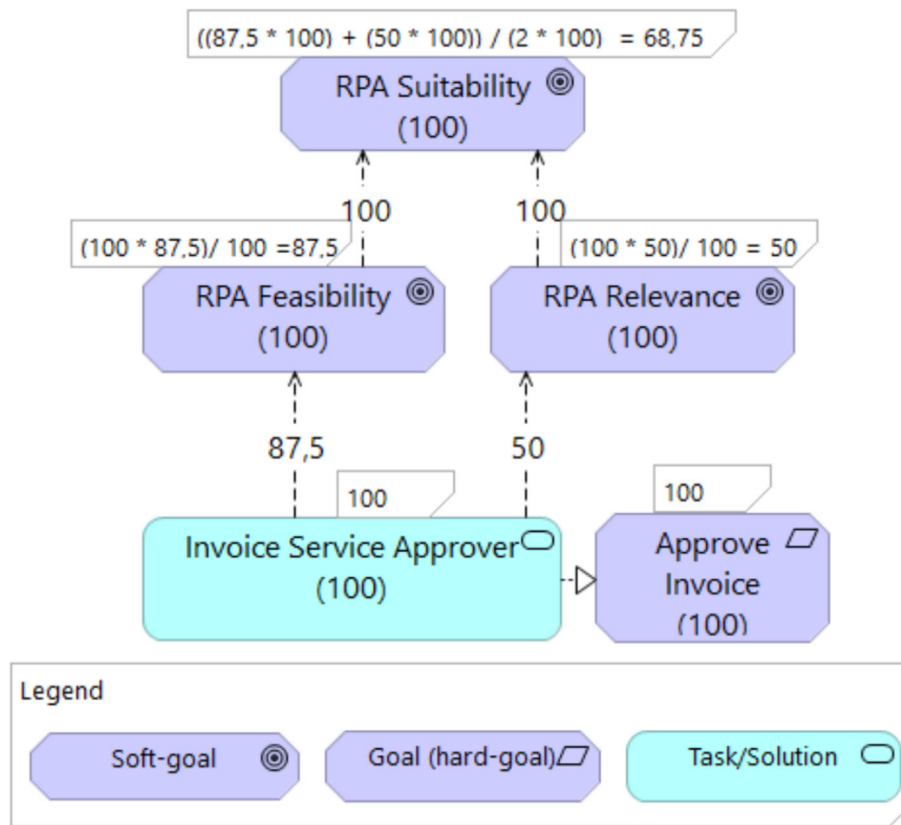 ((87,5 * 100) + (50 * 100)) / (2 * 100)  = 68,75
RPA Suitability
(100)
100
100
(100 * 87,5)/ 100 =87,5
(100 * 50)/ 100 = 50
RPA Feasibility
(100)
RPA Relevance
(100)
87,5
50
100
100
Invoice Service Approver
(100)
Approve
Invoice
(100)
Legend
Soft-goal
Goal (hard-goal)
Task/Solution